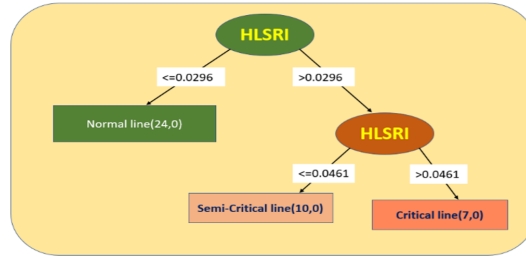 HLSRI
<=0.0296
>0.0296
Normal line(24,0)
HLSRI
<=0.0461
>0.0461
Semi-Critical line(10,0)
Critical line(7,0)